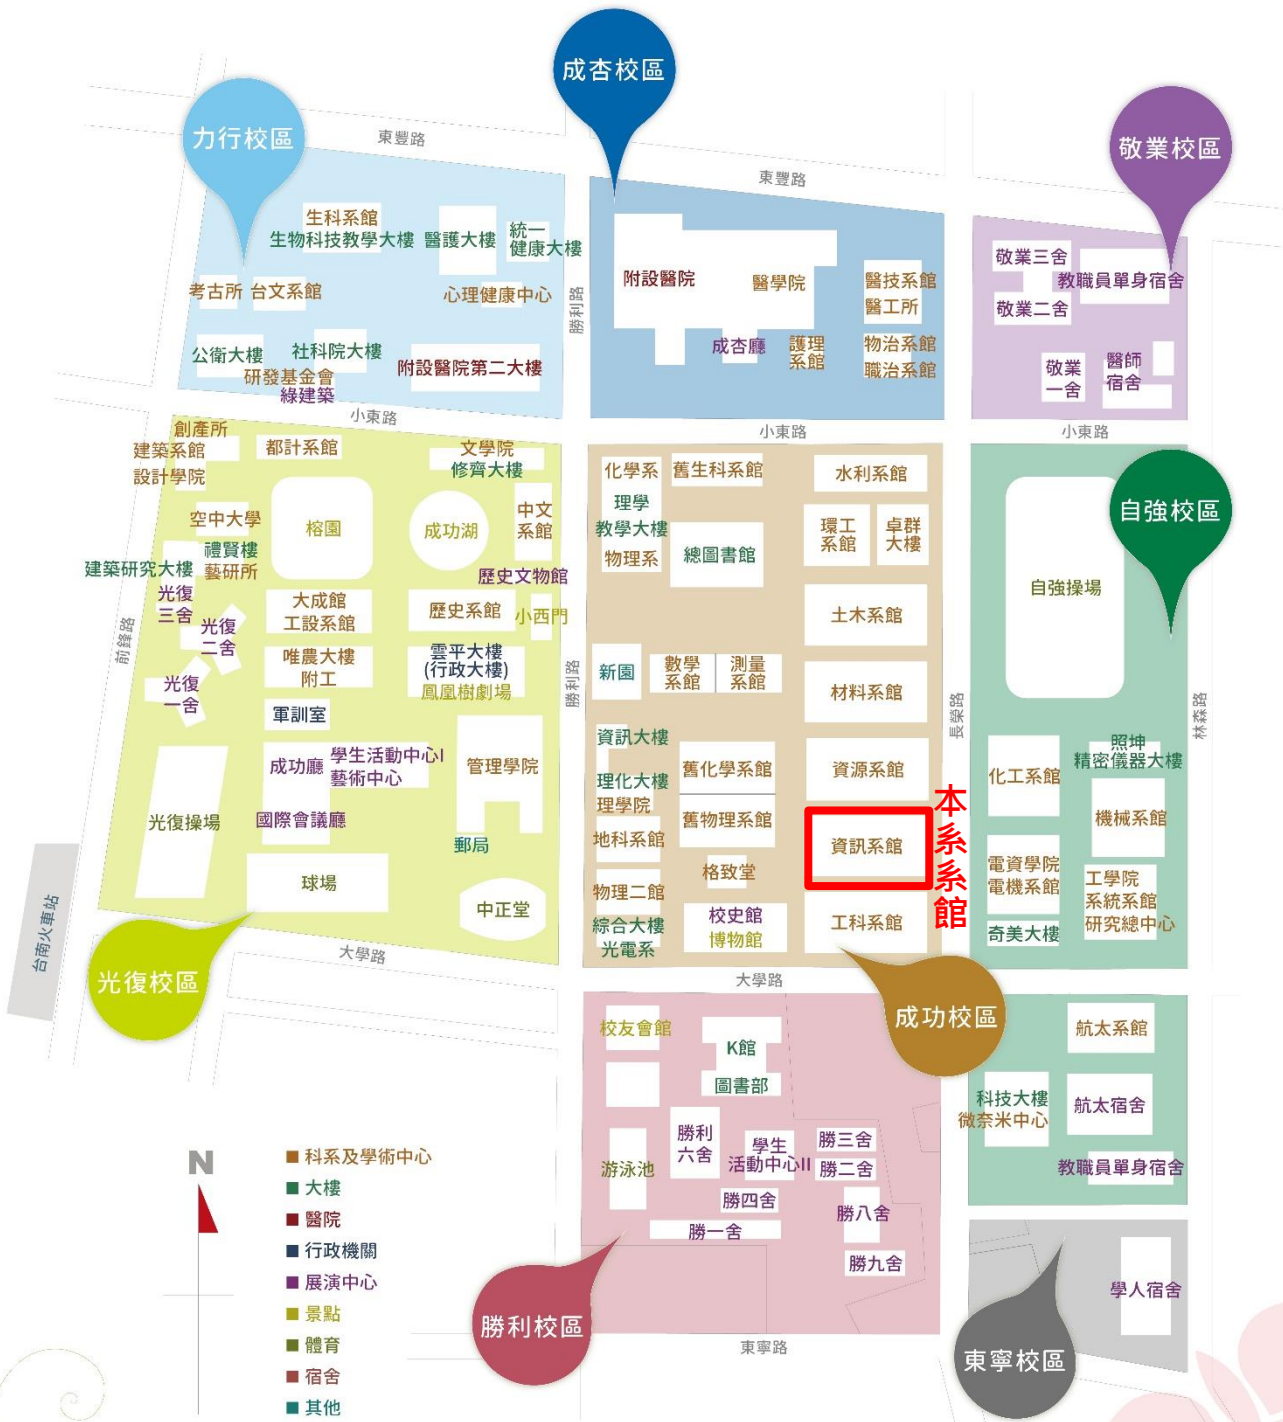 成杏校區
力行校區
敬業校區
東豐路
東豐路
生科系館
生物科技教學大樓
醫護大樓
統一
健康大樓
考古所
台文系館
心理健康中心
公衛大樓
社科院大樓
研發基金會
綠建築
附設醫院第二大樓
勝利路
附設醫院
醫學院
醫技系館
醫工所
成杏廳
護理
系館
物治系館
職治系館
敬業三舍
教職員單身宿舍
敬業二舍
敬業
一舍
醫師
宿舍
小東路
小東路
小東路
創產所
建築系館
設計學院
都計系館
文學院
修齊大樓
空中大學
榕園
成功湖
中文
系館
禮賢樓
建築研究大樓
藝研所
歷史文物館
光復
三舍
大成館
工設系館
歷史系館
小西門
光復
二舍
唯農大樓
附工
雲平大樓
(行政大樓)
鳳凰樹劇場
光復
一舍
軍訓室
成功廳
學生活動中心I
藝術中心
管理學院
國際會議廳
光復操場
郵局
球場
中正堂
前鋒路
台南火車站
大學路
光復校區
勝利路
化學系
舊生科系館
水利系館
理學
教學大樓
物理系
總圖書館
環工
系館
卓群
大樓
土木系館
新園
數學
系館
測量
系館
材料系館
資訊大樓
理化大樓
理學院
舊化學系館
資源系館
地科系館
舊物理系館
資訊系館
本系系館
物理二館
格致堂
綜合大樓
光電系
校史館
博物館
工科系館
大學路
成功校區
長榮路
自強校區
自強操場
林森路
照坤
精密儀器大樓
化工系館
機械系館
電資學院
電機系館
工學院
系統系館
研究總中心
奇美大樓
航太系館
科技大樓
微奈米中心
航太宿舍
教職員單身宿舍
校友會館
K館
圖書部
勝利
六舍
學生
活動中心II
勝三舍
勝二舍
游泳池
勝四舍
勝一舍
勝八舍
勝九舍
勝利校區
東寧路
學人宿舍
東寧校區
N
科系及學術中心
大樓
醫院
行政機關
展演中心
景點
體育
宿舍
其他